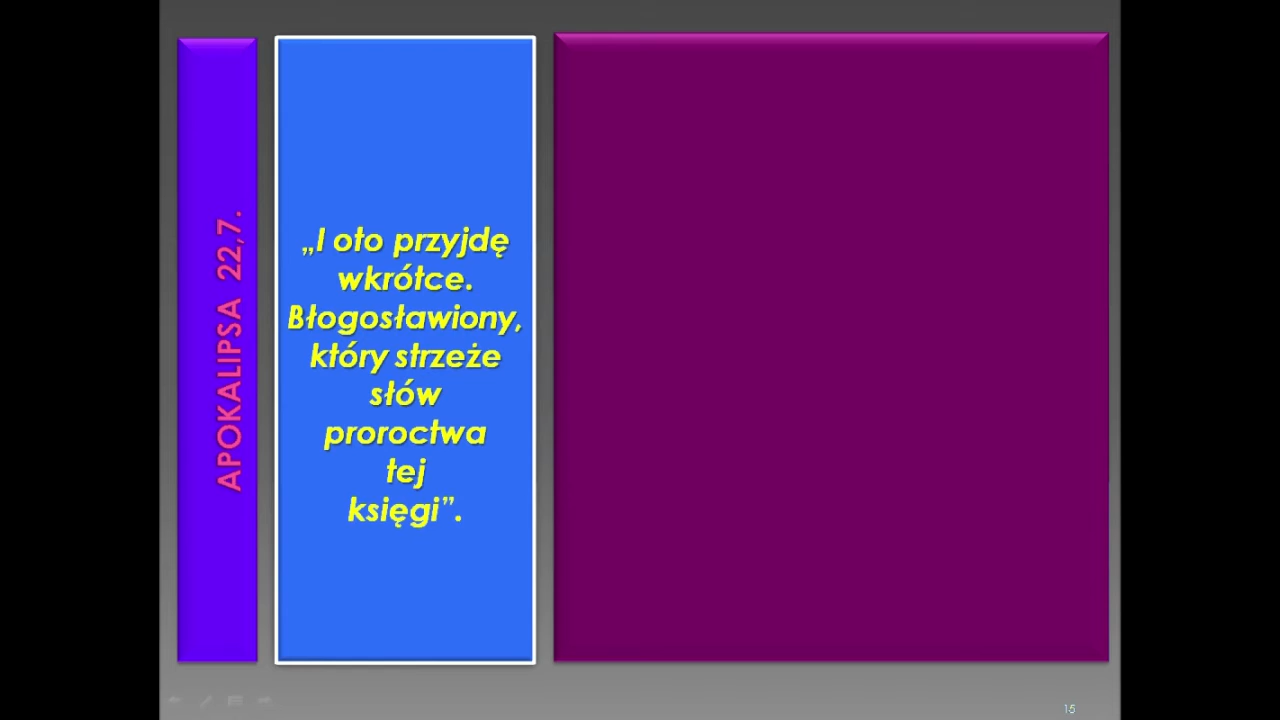 APOKALIPSA 22,7.
„I oto przyjdę
wkrótce.
Błogosławiony,
który strzeże
słów
proroctwa
tej
księgi”.
15